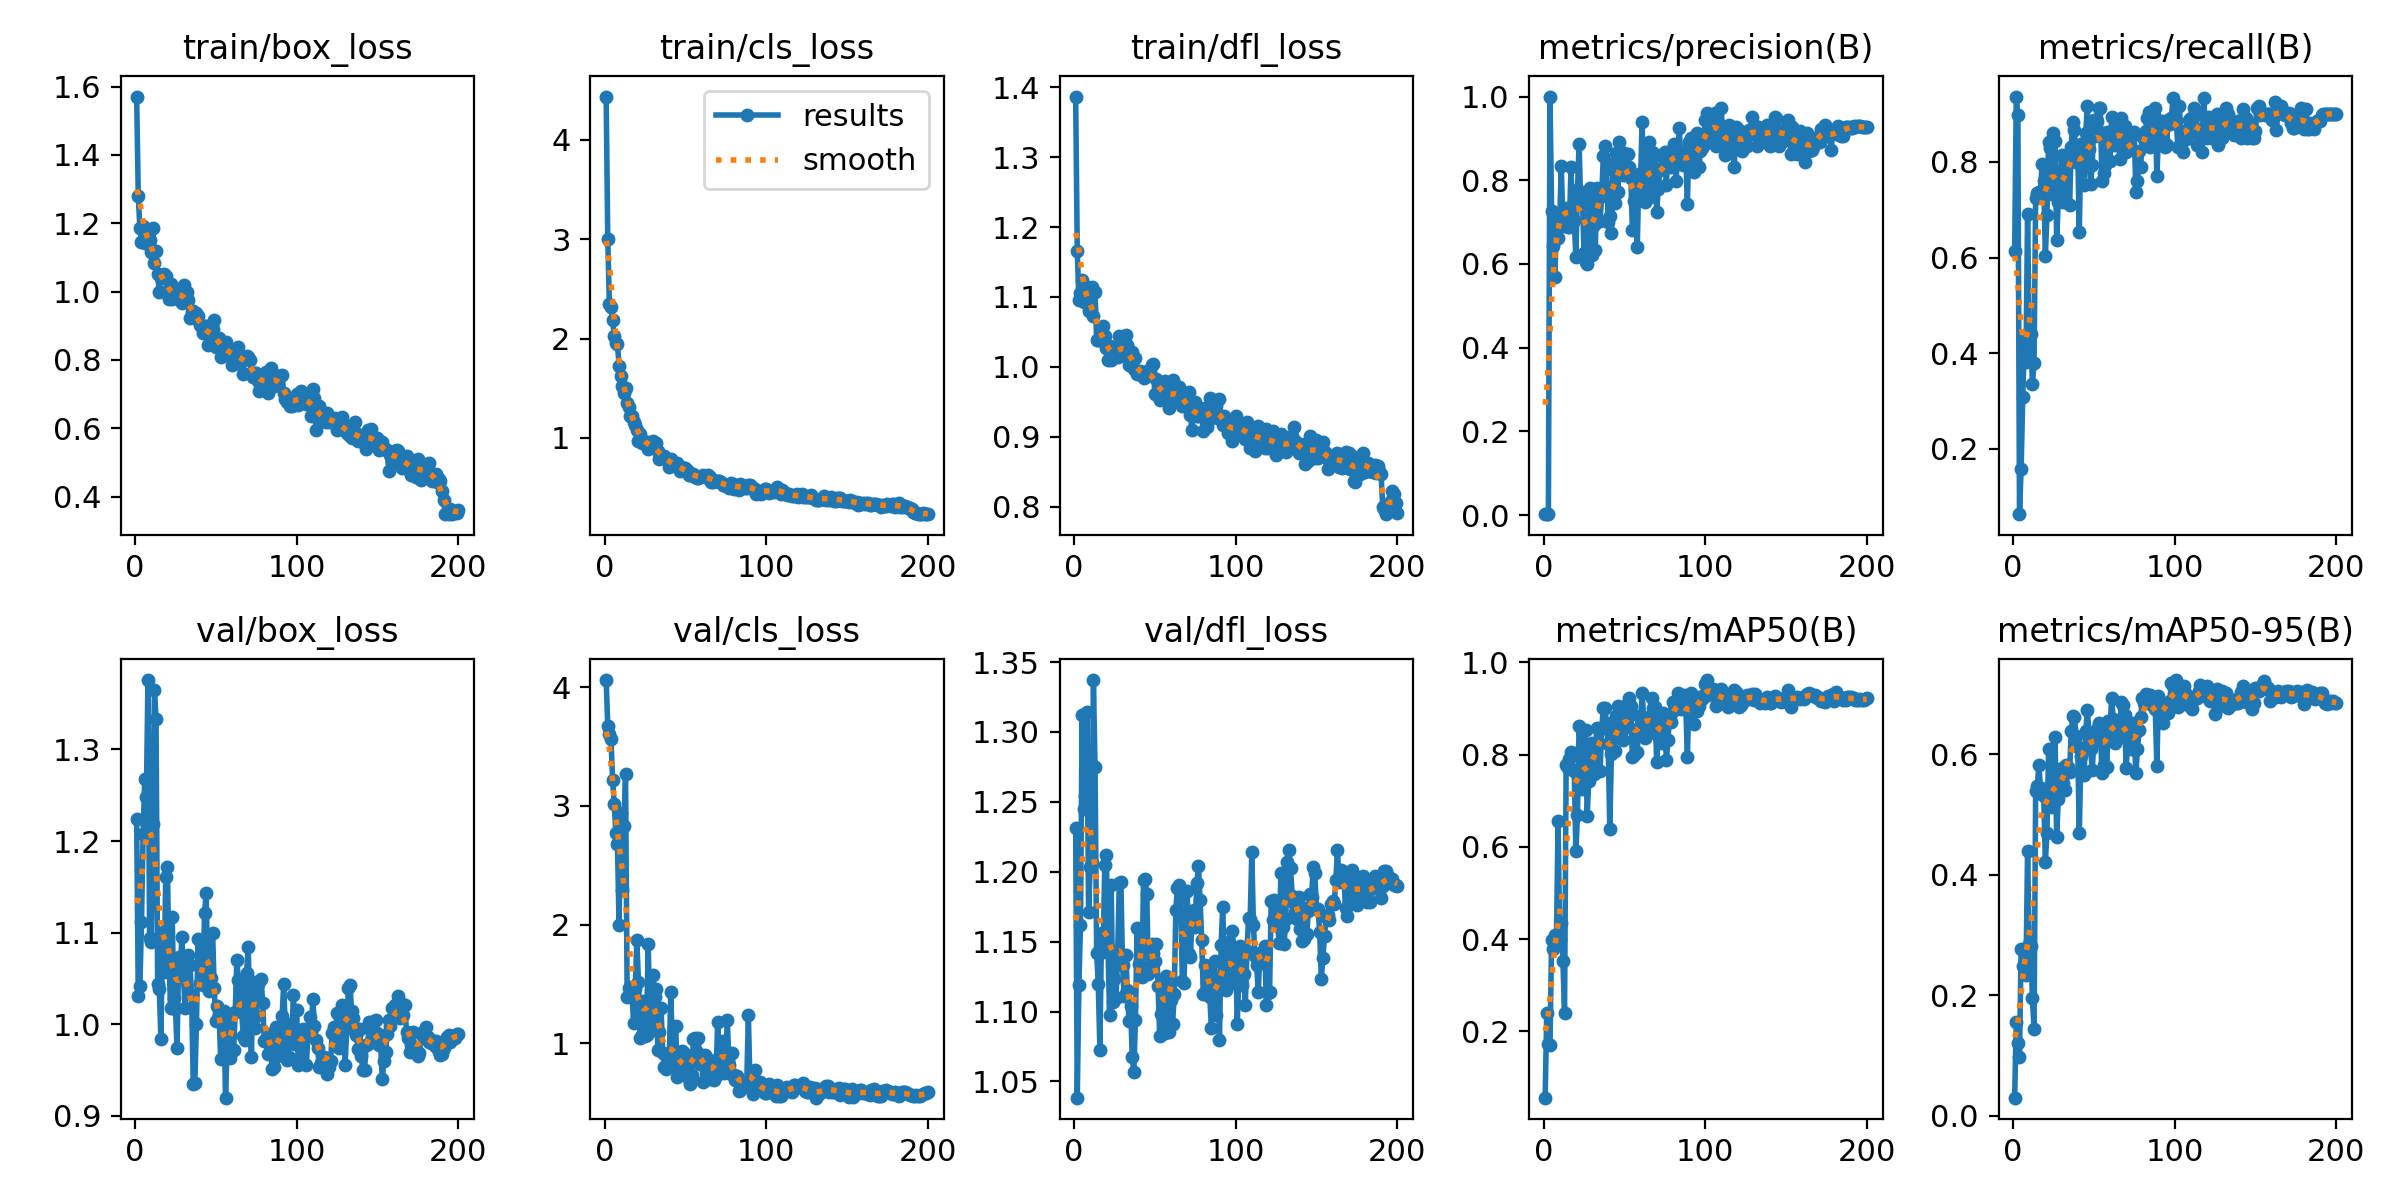 train/box_loss
1.6
1.4
1.2
1.0
0.8
0.6
0.4
0 100 200
train/cls_loss
results
smooth
4
3
2
1
0 100 200
train/dfl_loss
1.4
1.3
1.2
1.1
1.0
0.9
0.8
0 100 200
metrics/precision(B)
1.0
0.8
0.6
0.4
0.2
0.0
0 100 200
metrics/recall(B)
0.8
0.6
0.4
0.2
0 100 200
val/box_loss
1.3
1.2
1.1
1.0
0.9
0 100 200
val/cls_loss
4
3
2
1
0 100 200
val/dfl_loss
1.35
1.30
1.25
1.20
1.15
1.10
1.05
0 100 200
metrics/mAP50(B)
1.0
0.8
0.6
0.4
0.2
0 100 200
metrics/mAP50-95(B)
0.6
0.4
0.2
0.0
0 100 200